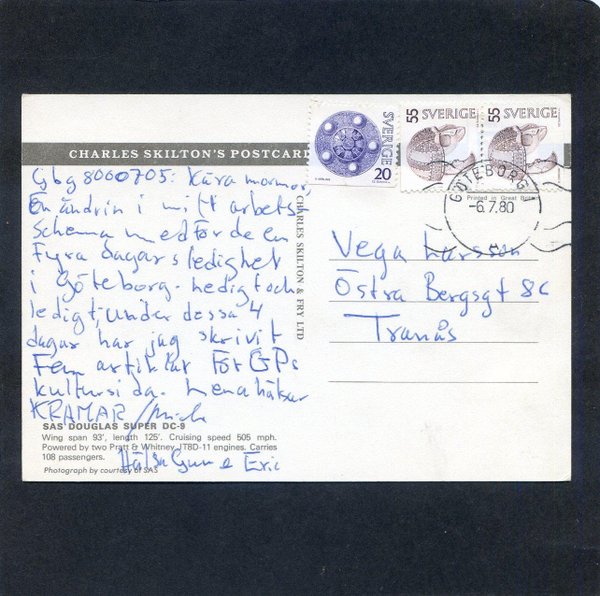 CHARLES SKILTON'S POSTCARD
Gbg 800705: Kära mormor,
En ändrin i mitt arbets
schema medförde en
fyra dagars ledighet
i Göteborg. Ledigt och
ledigt; under dessa 4
dagar har jag skrivit
Fem artiklar för GPs
kultursida. Lena hälsar
KRAMAR
SAS DOUGLAS SUPER DC-9
Wing span 93', length 125'. Cruising speed 505 mph.
Powered by two Pratt & Whitney JT8D-11 engines. Carries
108 passengers.
Photograph by courtesy of SAS
Hälsa Gun o Eric
CHARLES SKILTON & FRY LTD
SVERIGE
20
55 SVERIGE
55 SVERIGE
Printed in Great Britain
GÖTEBORG
-6.7.80
Vega Larsson
Östra Bergsgt 8c
Tranås